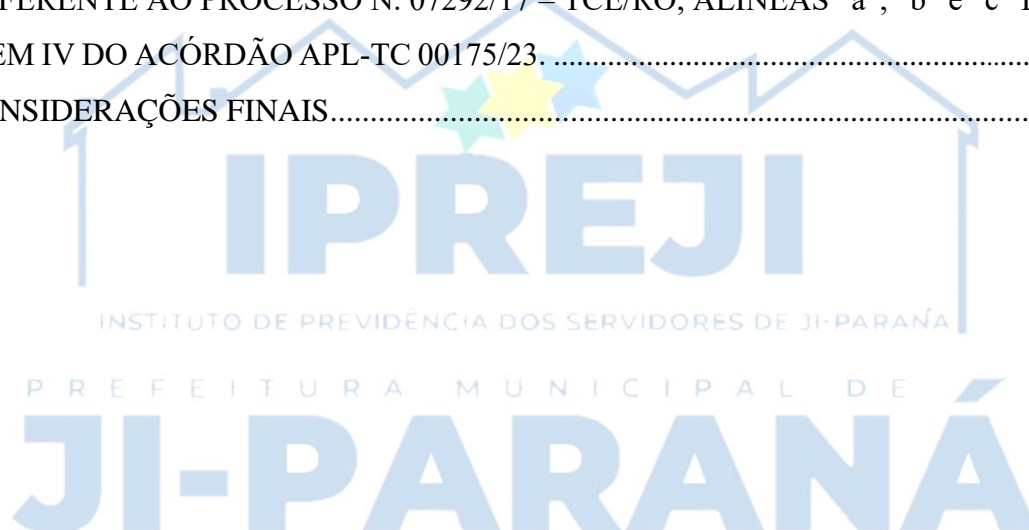 FERENTE AO PROCESSO N. 07292/17 – TCE/RO, ALÍNEAS "a", "b" e "c"
EM IV DO ACÓRDÃO APL-TC 00175/23. ........................................................
NSIDERAÇÕES FINAIS........................................................................................
IPREJI
INSTITUTO DE PREVIDÊNCIA DOS SERVIDORES DE JI-PARANÁ
PREFEITURA MUNICIPAL DE
JI-PARANÁ